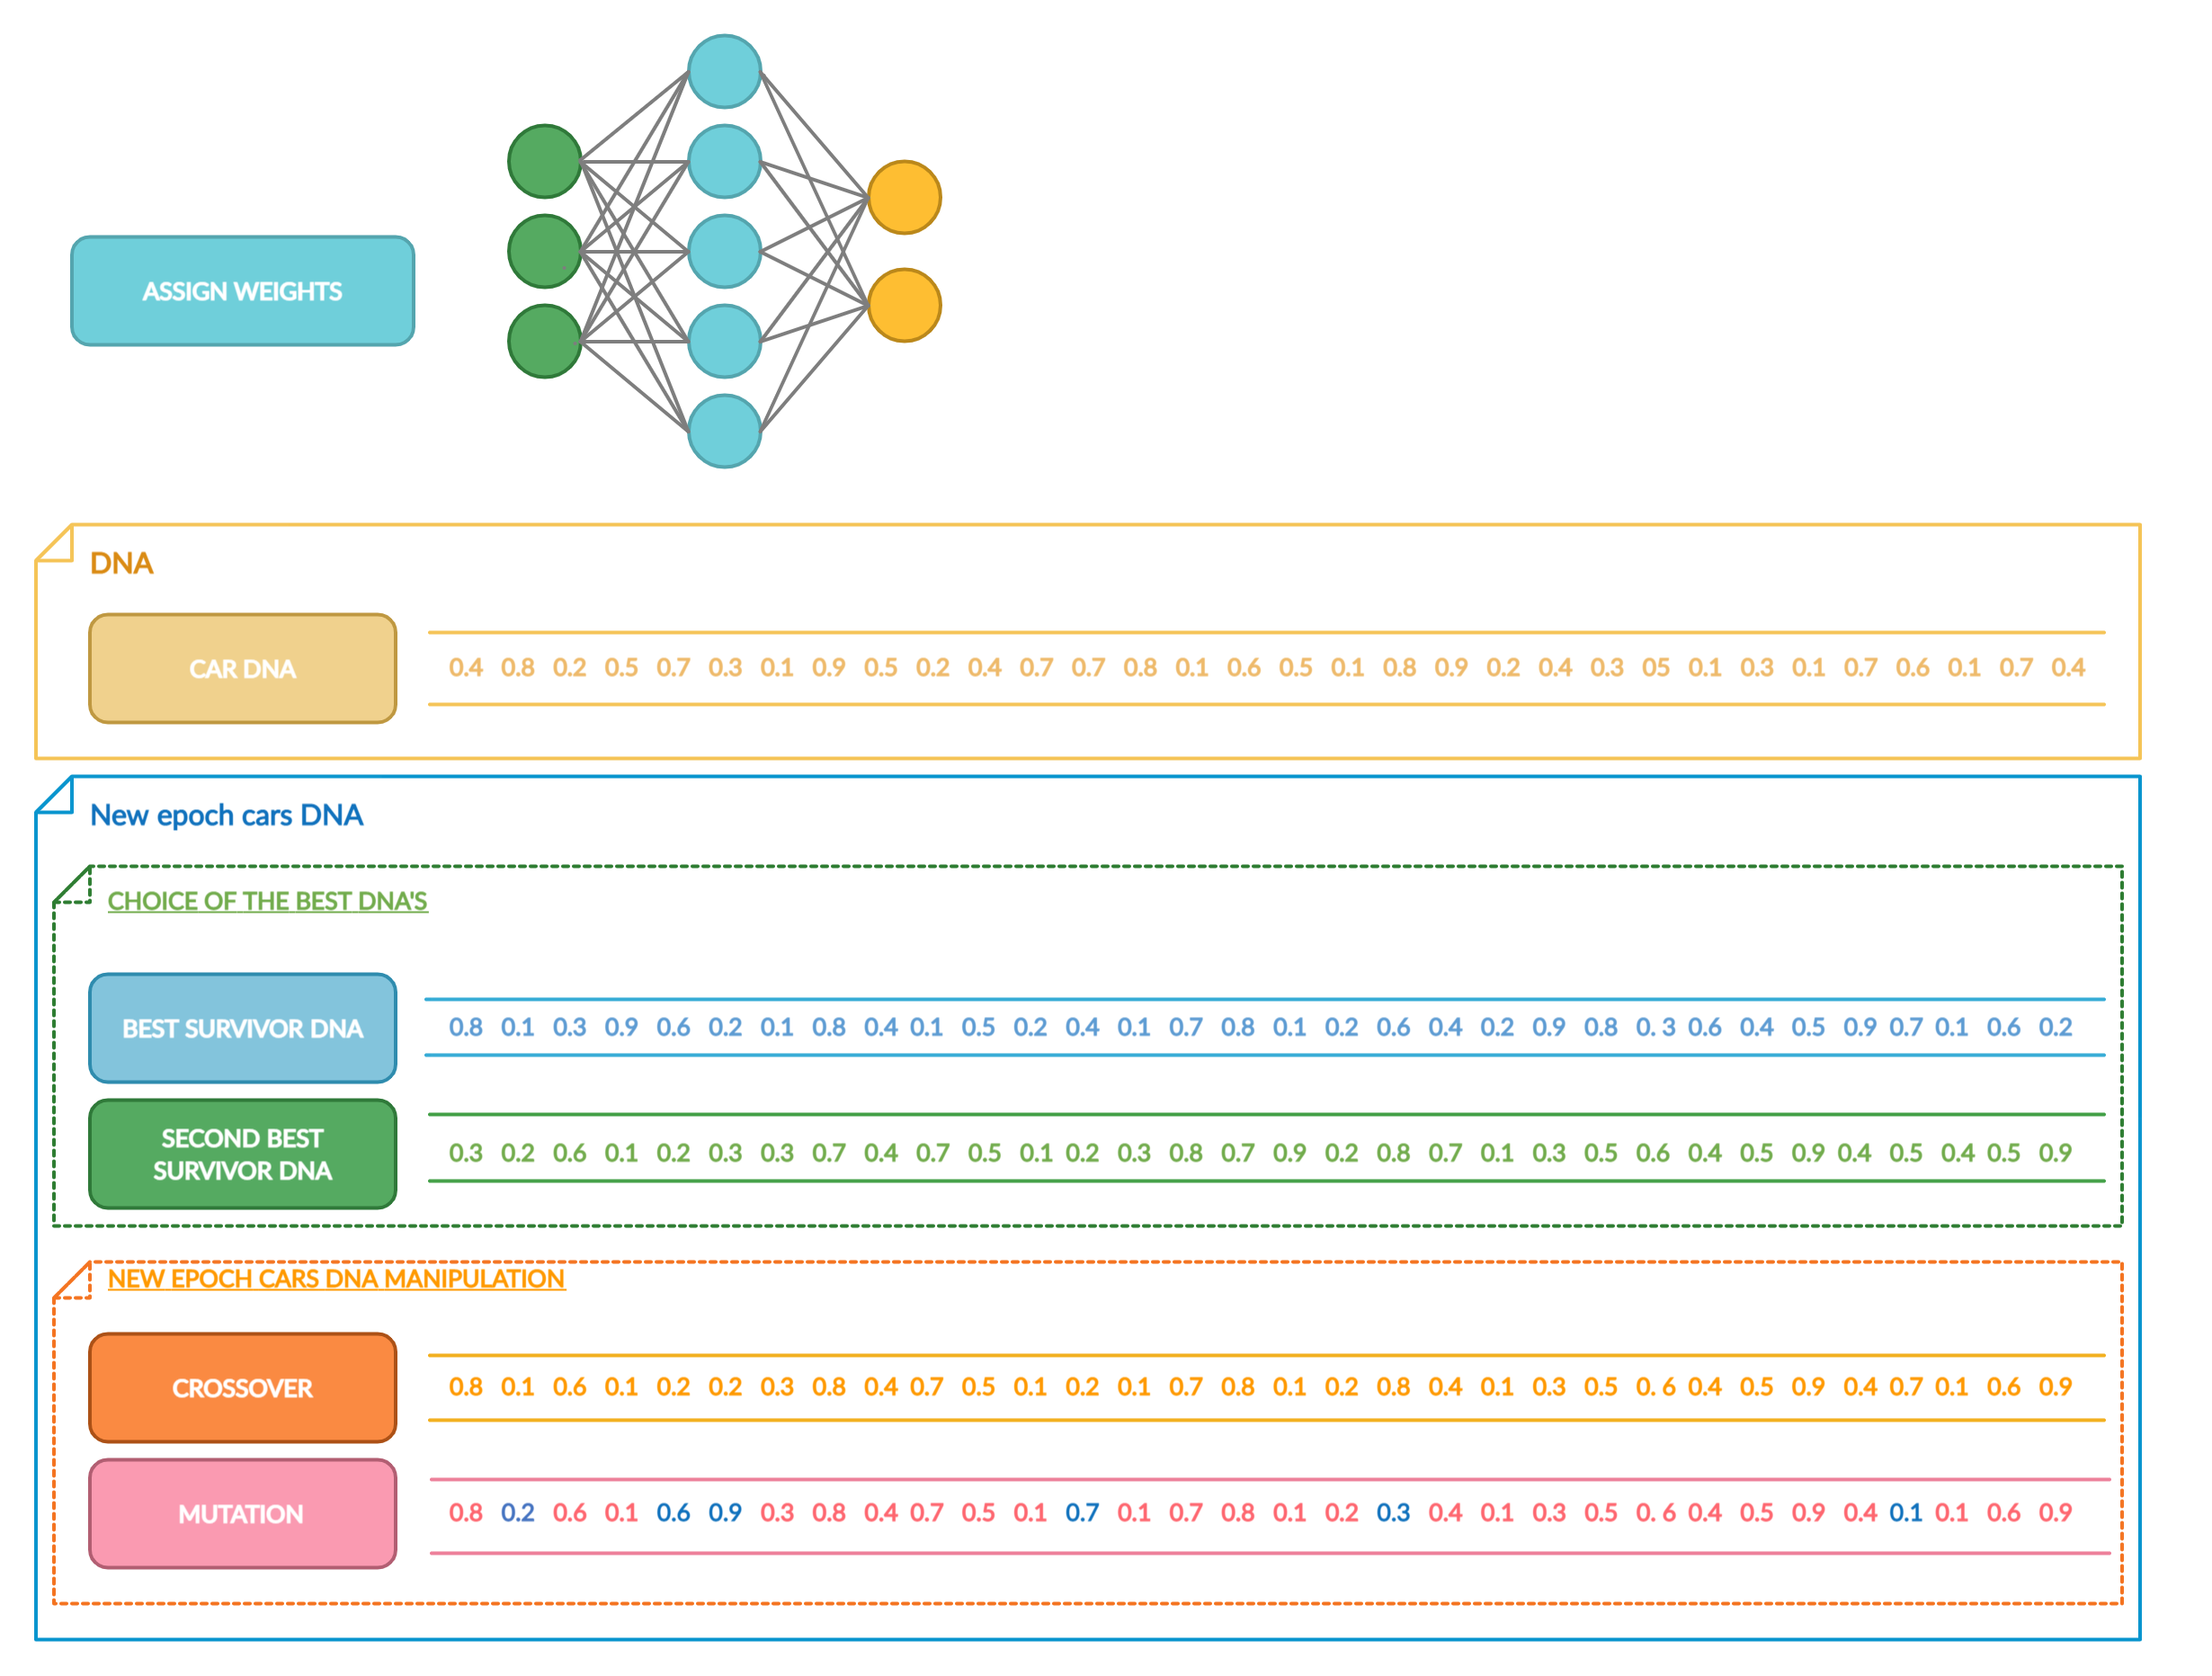 ASSIGN WEIGHTS
DNA
CAR DNA
0.4 0.8 0.2 0.5 0.7 0.3 0.1 0.9 0.5 0.2 0.4 0.7 0.7 0.8 0.1 0.6 0.5 0.1 0.8 0.9 0.2 0.4 0.3 05 0.1 0.3 0.1 0.7 0.6 0.1 0.7 0.4
New epoch cars DNA
CHOICE OF THE BEST DNA'S
BEST SURVIVOR DNA
0.8 0.1 0.3 0.9 0.6 0.2 0.1 0.8 0.4 0.1 0.5 0.2 0.4 0.1 0.7 0.8 0.1 0.2 0.6 0.4 0.2 0.9 0.8 0. 3 0.6 0.4 0.5 0.9 0.7 0.1 0.6 0.2
SECOND BEST
SURVIVOR DNA
0.3 0.2 0.6 0.1 0.2 0.3 0.3 0.7 0.4 0.7 0.5 0.1 0.2 0.3 0.8 0.7 0.9 0.2 0.8 0.7 0.1 0.3 0.5 0.6 0.4 0.5 0.9 0.4 0.5 0.4 0.5 0.9
NEW EPOCH CARS DNA MANIPULATION
CROSSOVER
0.8 0.1 0.6 0.1 0.2 0.2 0.3 0.8 0.4 0.7 0.5 0.1 0.2 0.1 0.7 0.8 0.1 0.2 0.8 0.4 0.1 0.3 0.5 0. 6 0.4 0.5 0.9 0.4 0.7 0.1 0.6 0.9
MUTATION
0.8 0.2 0.6 0.1 0.6 0.9 0.3 0.8 0.4 0.7 0.5 0.1 0.7 0.1 0.7 0.8 0.1 0.2 0.3 0.4 0.1 0.3 0.5 0. 6 0.4 0.5 0.9 0.4 0.1 0.1 0.6 0.9